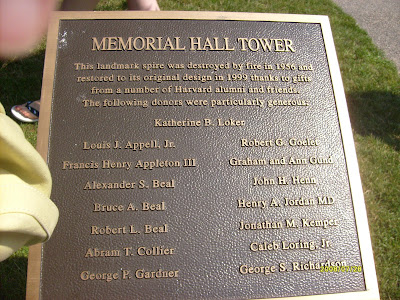 MEMORIAL HALL TOWER
This landmark spire was destroyed by fire in 1956 and
restored to its original design in 1999 thanks to gifts
from a number of Harvard alumni and friends.
The following donors were particularly generous:
Katherine B. Loker
Louis J. Appell, Jr.
Francis Henry Appleton III
Alexander S. Beal
Bruce A. Beal
Robert L. Beal
Abram T. Collier
George P. Gardner
Robert G. Goelet
Graham and Ann Gund
John H. Henn
Henry A. Jordan MD
Jonathan M. Kemper
Caleb Loring, Jr.
George S. Richardson